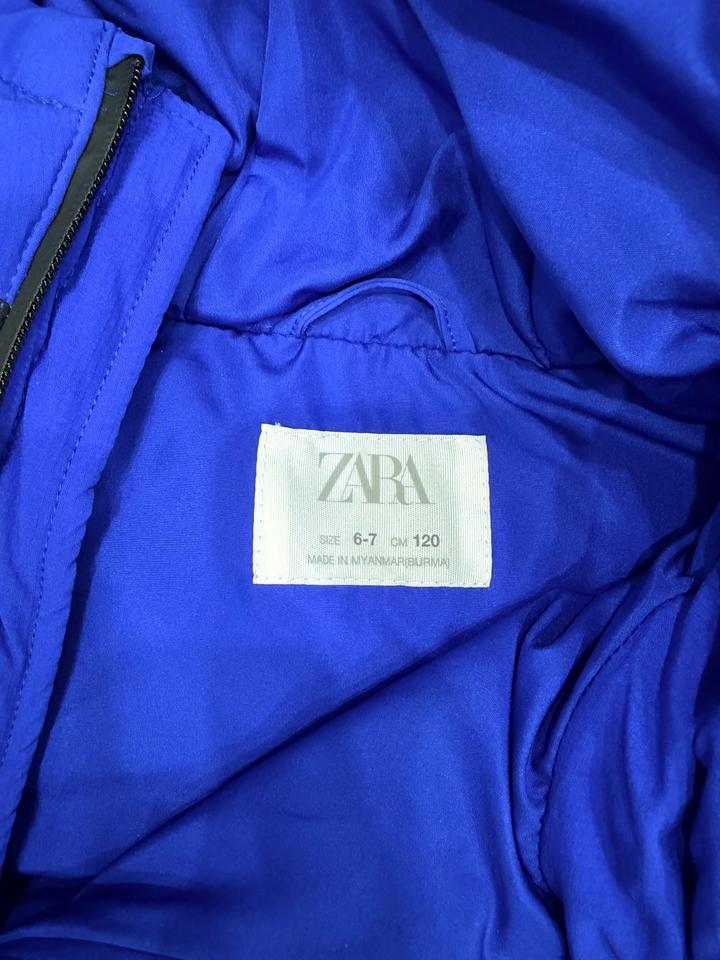 ZARA
SIZE 6-7 CM 120
MADE IN MYANMAR(BURMA)